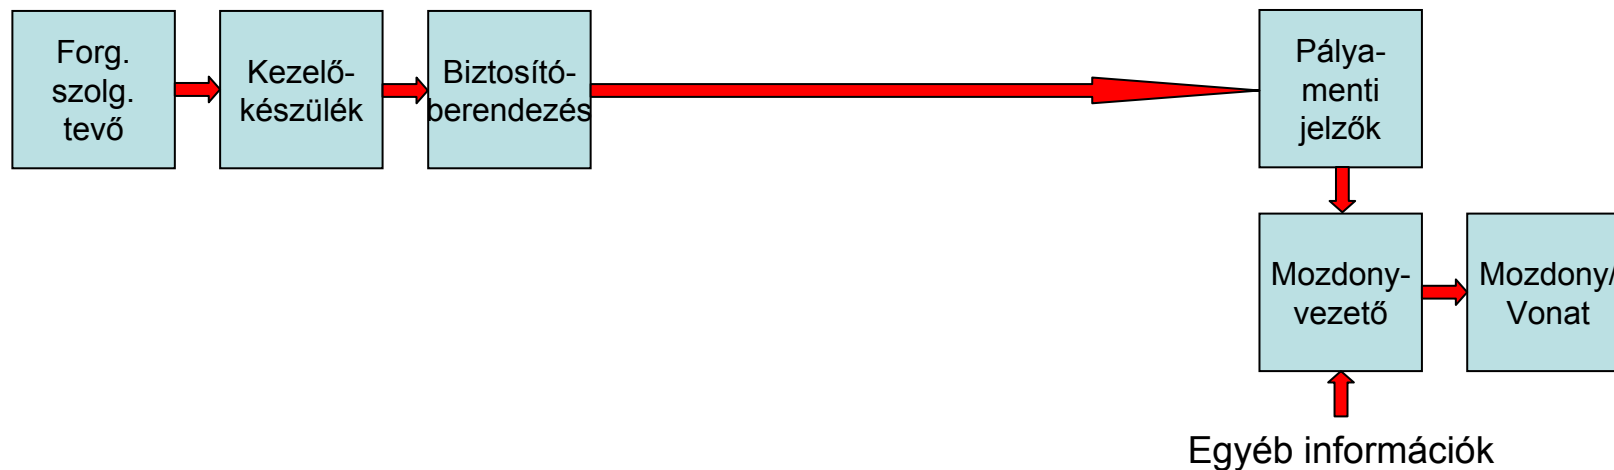 Forg.
szolg.
tevő
Kezelő-
készülék
Biztosító-
berendezés
Pálya-
menti
jelzők
Mozdony-
vezető
Mozdony/
Vonat
Egyéb információk